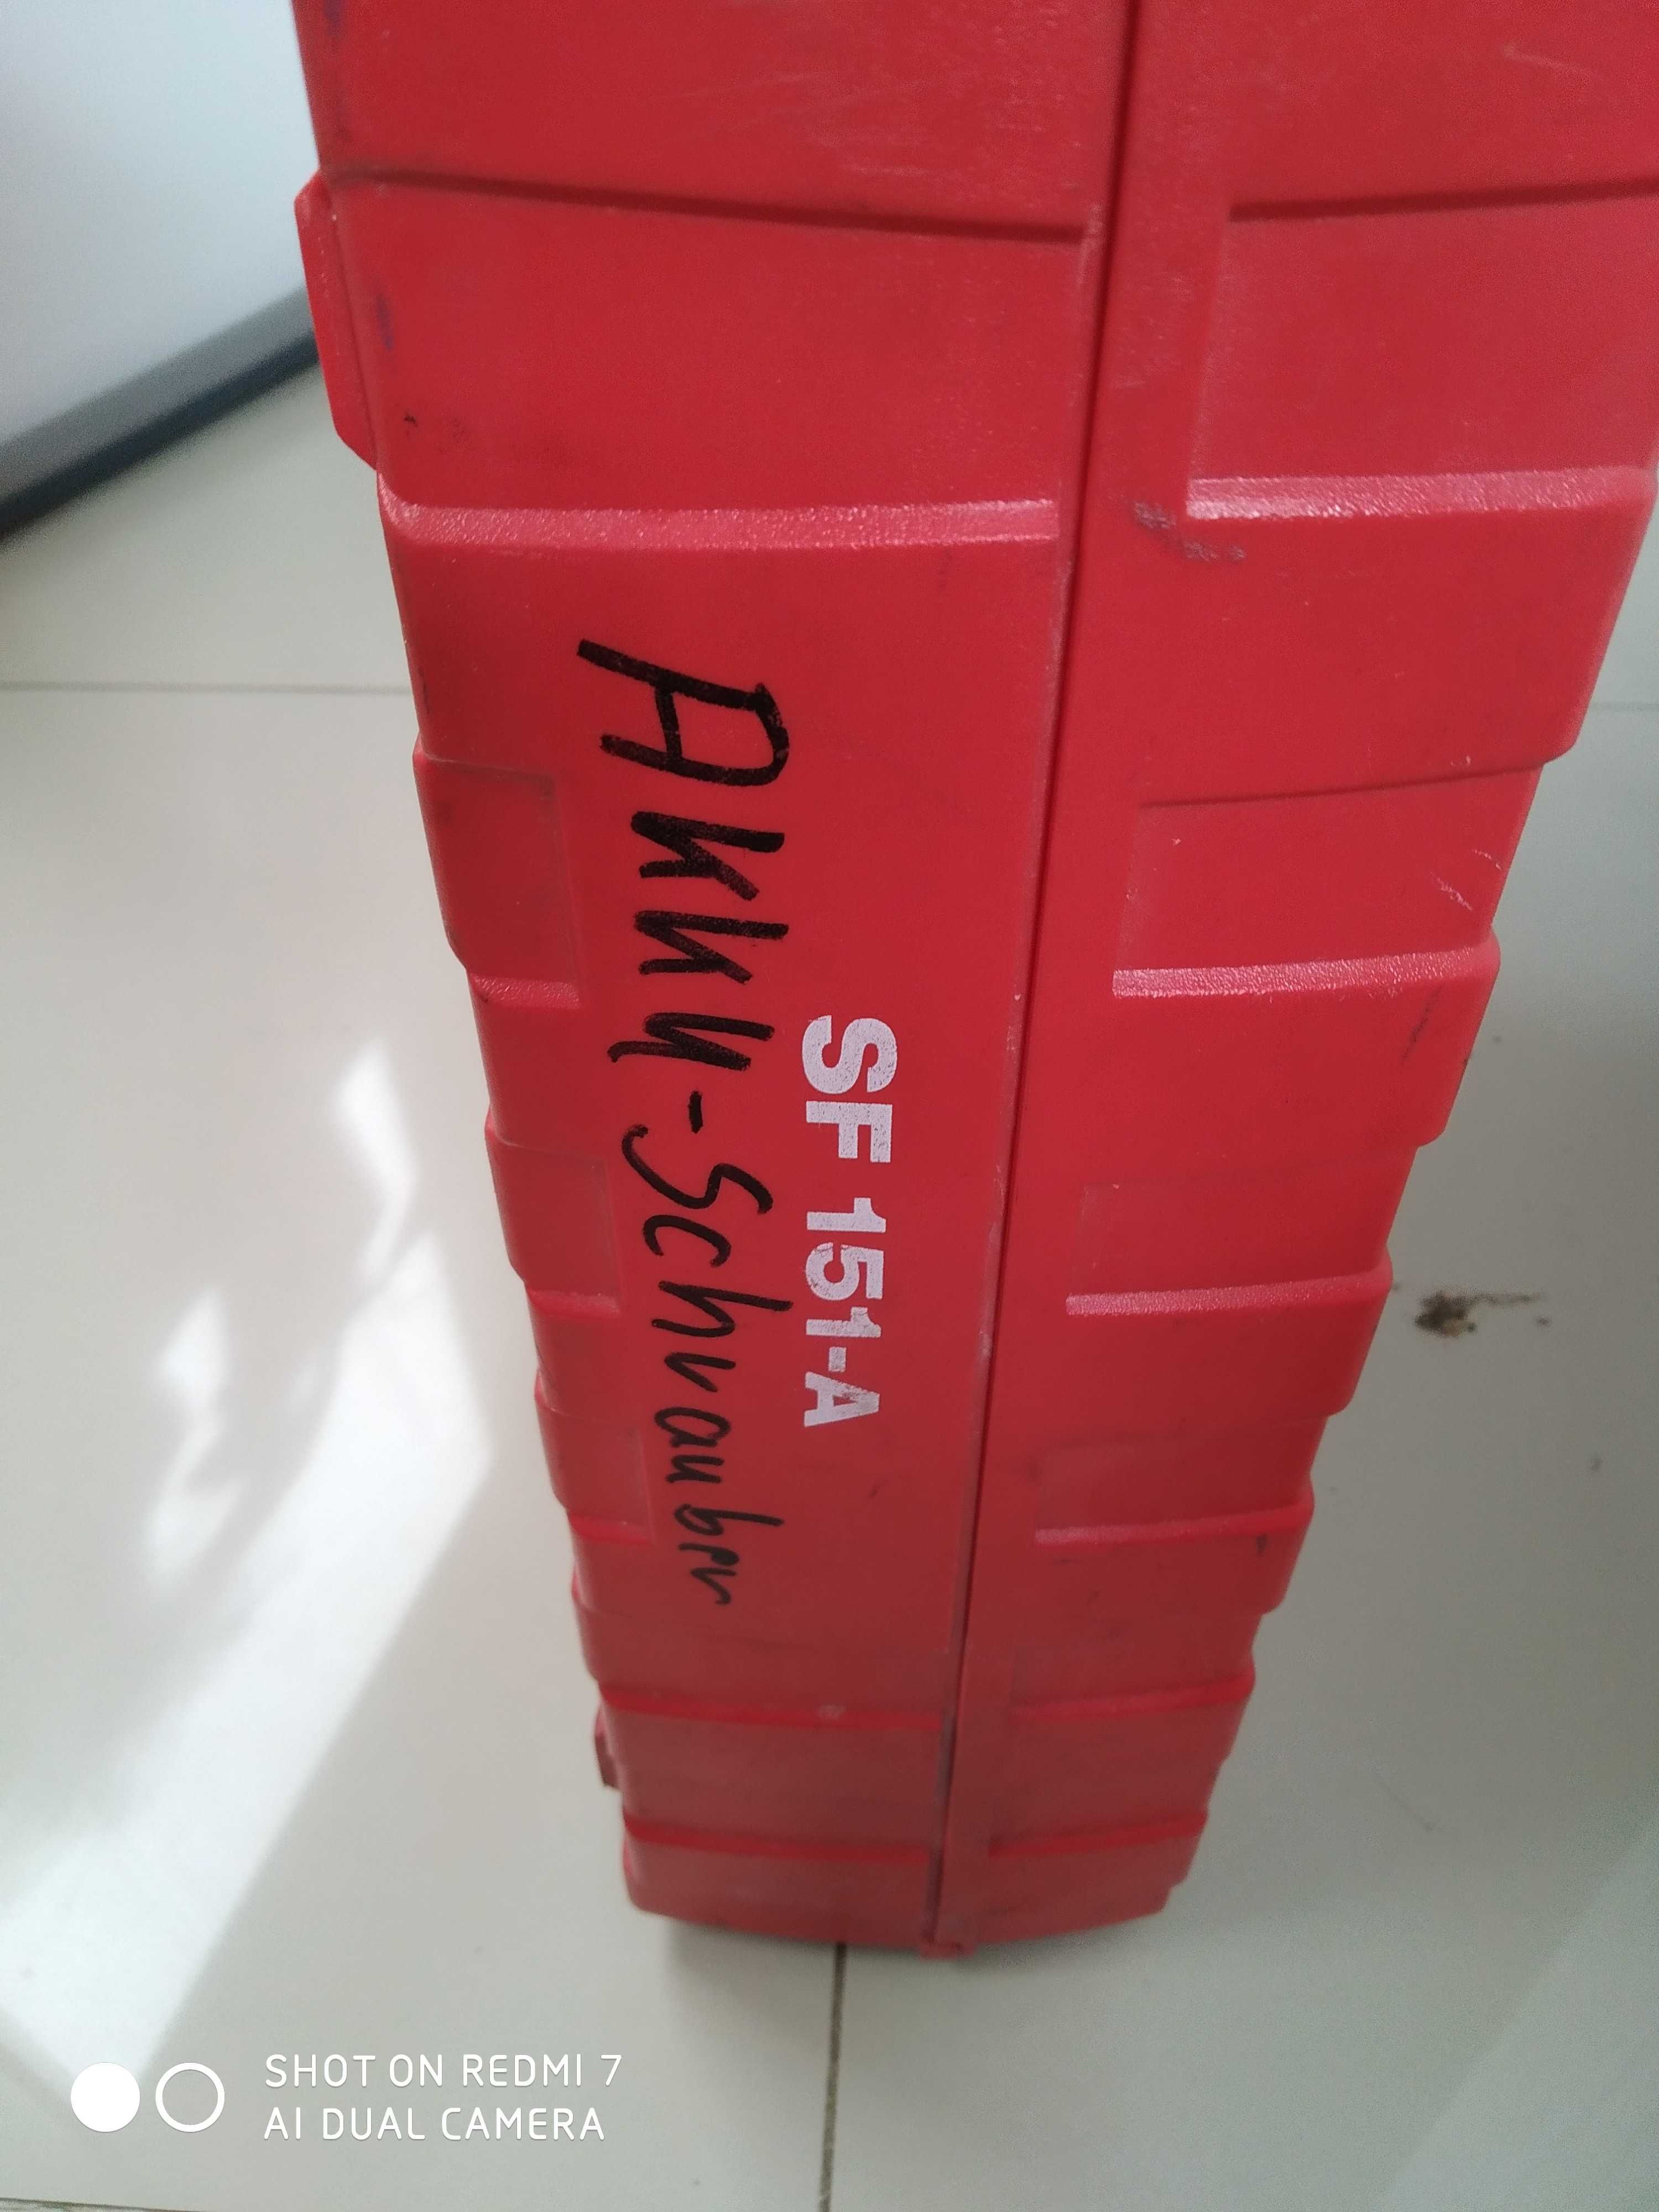 SF 151-A
Akku-Schrauber
SHOT ON REDMI 7
AI DUAL CAMERA